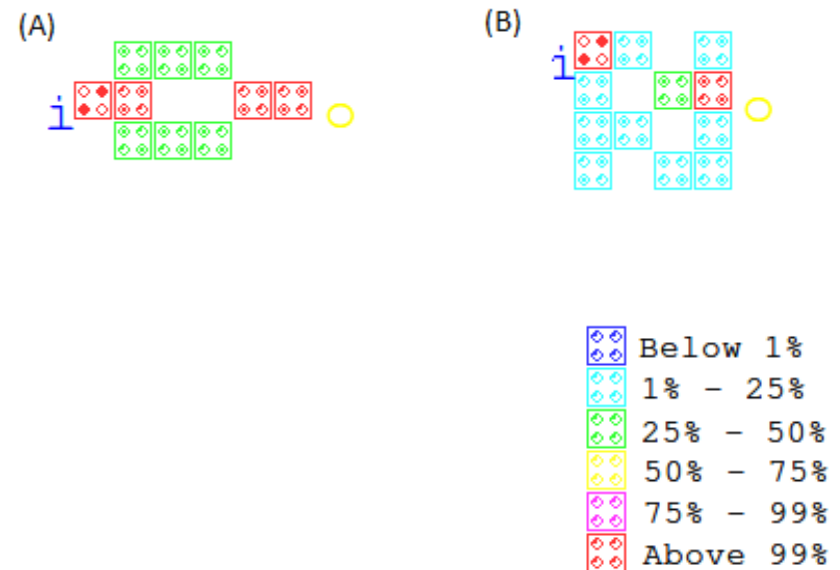 (A)
(B)
i
i
Below 1%
1% - 25%
25% - 50%
50% - 75%
75% - 99%
Above 99%